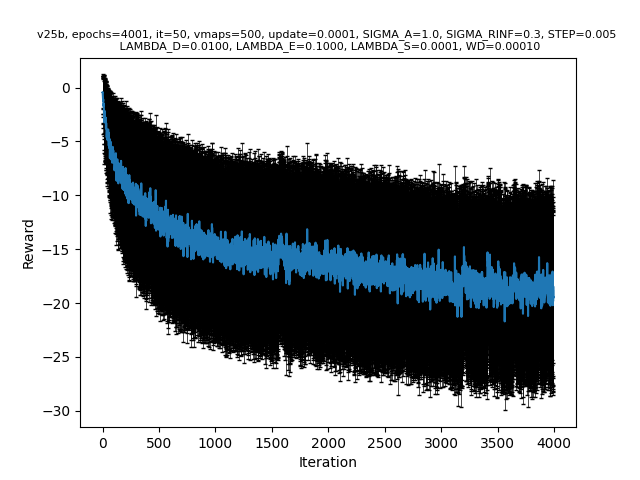 v25b, epochs=4001, it=50, vmaps=500, update=0.0001, SIGMA_A=1.0, SIGMA_RINF=0.3, STEP=0.005
LAMBDA_D=0.0100, LAMBDA_E=0.1000, LAMBDA_S=0.0001, WD=0.00010
Reward
0
−5
−10
−15
−20
−25
−30
0 500 1000 1500 2000 2500 3000 3500 4000
Iteration